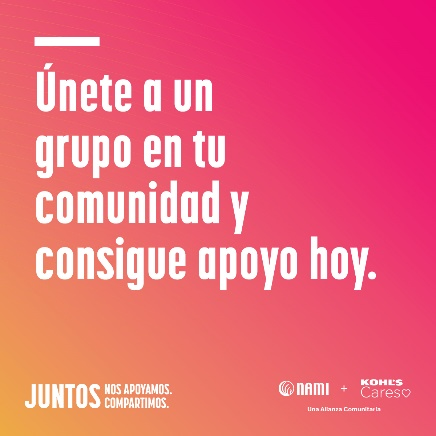 Únete a un
grupo en tu
comunidad y
consigue apoyo hoy.
JUNTOS NOS APOYAMOS.
COMPARTIMOS.
NAMI + KOHL'S
Cares
Una Alianza Comunitaria